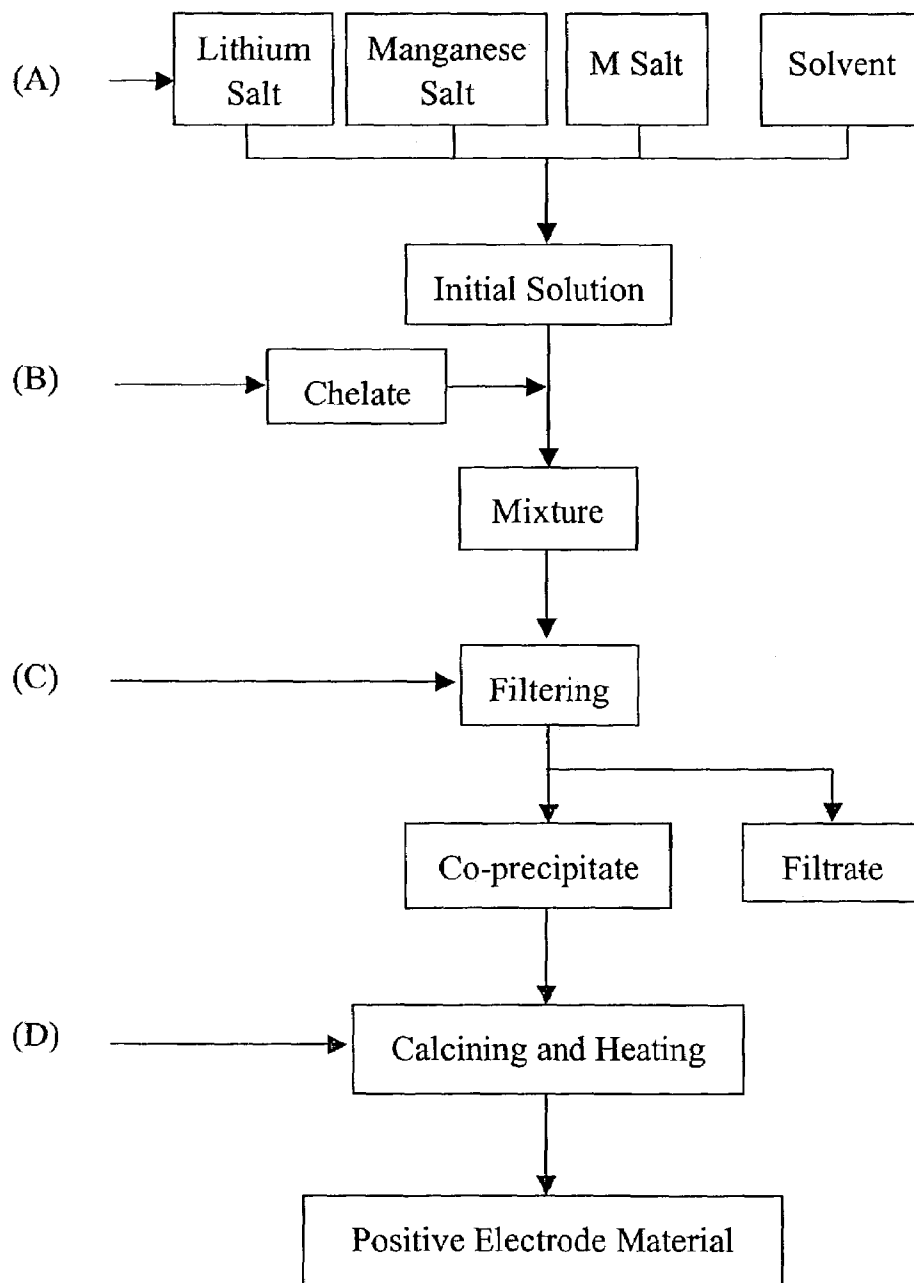 (A)
Lithium
Salt
Manganese
Salt
M Salt
Solvent
Initial Solution
(B)
Chelate
Mixture
(C)
Filtering
Co-precipitate
Filtrate
(D)
Calcining and Heating
Positive Electrode Material